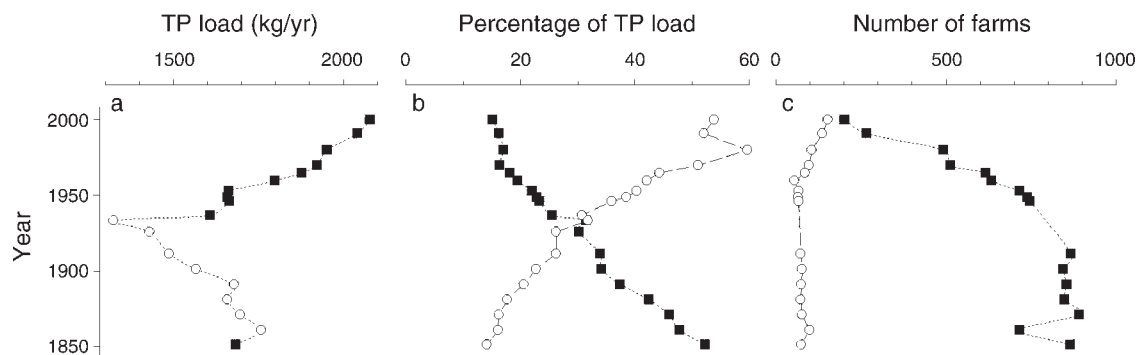 TP load (kg/yr) Percentage of TP load Number of farms
1500 2000 0 20 40 60 0 500 1000
a b c
2000
1950
1900
1850
Year